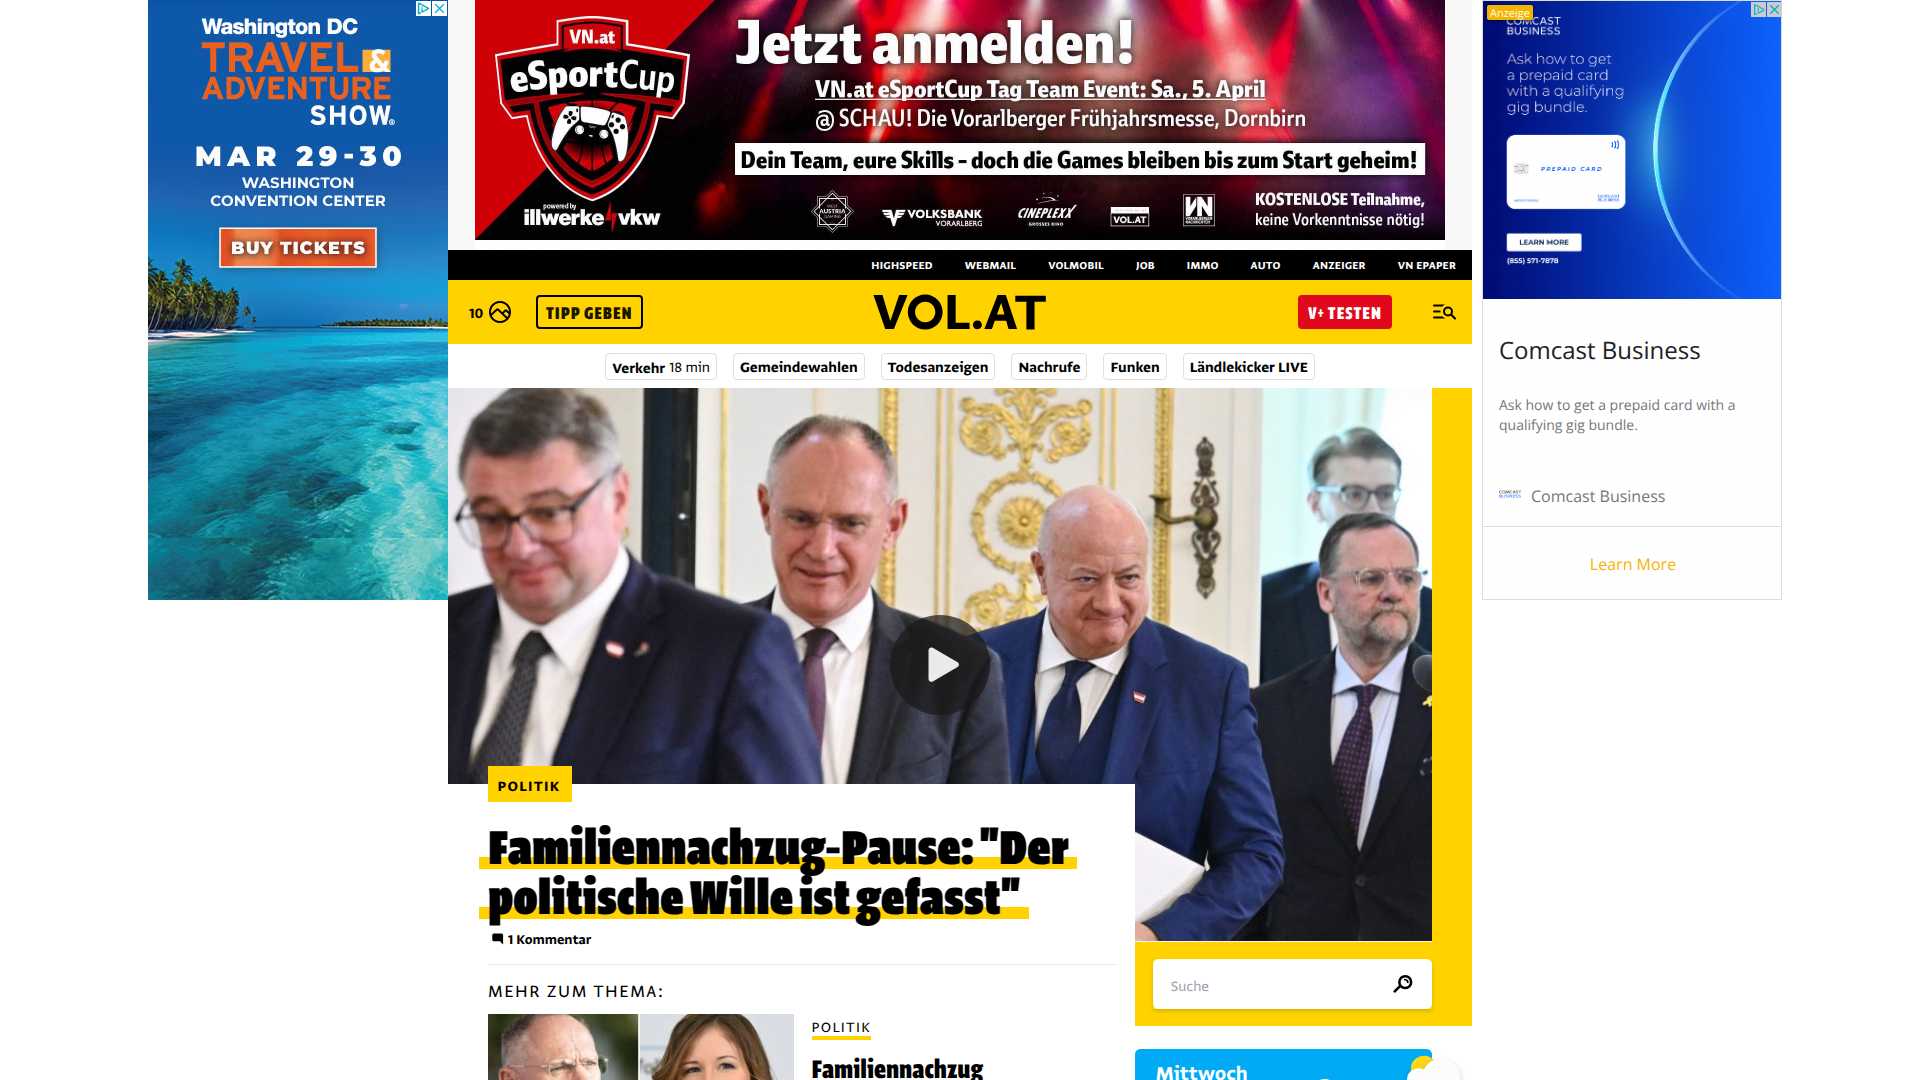 Washington DC
TRAVEL &
ADVENTURE
SHOW®
MAR 29-30
WASHINGTON
CONVENTION CENTER
BUY TICKETS
VN.at
eSportCup
powered by
illwerke vkw
Jetzt anmelden!
VN.at eSportCup Tag Team Event: Sa., 5. April
@ SCHAU! Die Vorarlberger Frühjahrsmesse, Dornbirn
Dein Team, eure Skills – doch die Games bleiben bis zum Start geheim!
AUSTRIA
VOLKSBANK
VORARLBERG
CINEPLEXX
VOL.AT
VN
KOSTENLOSE Teilnahme,
keine Vorkenntnisse nötig!
HIGHSPEED WEBMAIL VOLMOBIL JOB IMMO AUTO ANZEIGER VN EPAPER
10 TIPP GEBEN VOL.AT V+ TESTEN
Verkehr 18 min Gemeindewahlen Todesanzeigen Nachrufe Funken Ländlekicker LIVE
POLITIK
Familiennachzug-Pause: "Der
politische Wille ist gefasst"
1 Kommentar
MEHR ZUM THEMA:
POLITIK
Familiennachzug
Suche
Mittwoch
Anzeige
COMCAST
BUSINESS
Ask how to get
a prepaid card
with a qualifying
gig bundle.
PREPAID CARD
LEARN MORE
(855) 571-7878
Comcast Business
Ask how to get a prepaid card with a
qualifying gig bundle.
COMCAST
BUSINESS
Comcast Business
Learn More